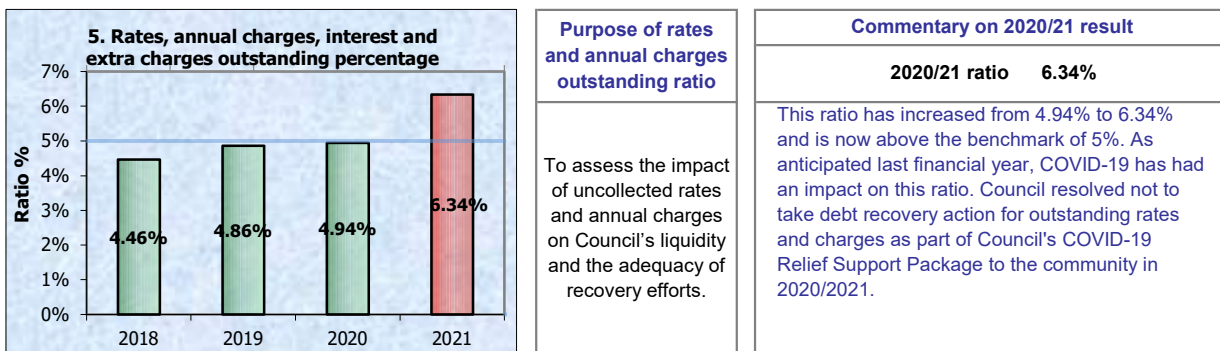 5. Rates, annual charges, interest and
extra charges outstanding percentage
7%
6%
5%
4%
3%
2%
1%
0%
Ratio %
4.46%
4.86%
4.94%
6.34%
2018
2019
2020
2021
Purpose of rates
and annual charges
outstanding ratio
To assess the impact
of uncollected rates
and annual charges
on Council’s liquidity
and the adequacy of
recovery efforts.
Commentary on 2020/21 result
2020/21 ratio 6.34%
This ratio has increased from 4.94% to 6.34%
and is now above the benchmark of 5%. As
anticipated last financial year, COVID-19 has had
an impact on this ratio. Council resolved not to
take debt recovery action for outstanding rates
and charges as part of Council's COVID-19
Relief Support Package to the community in
2020/2021.